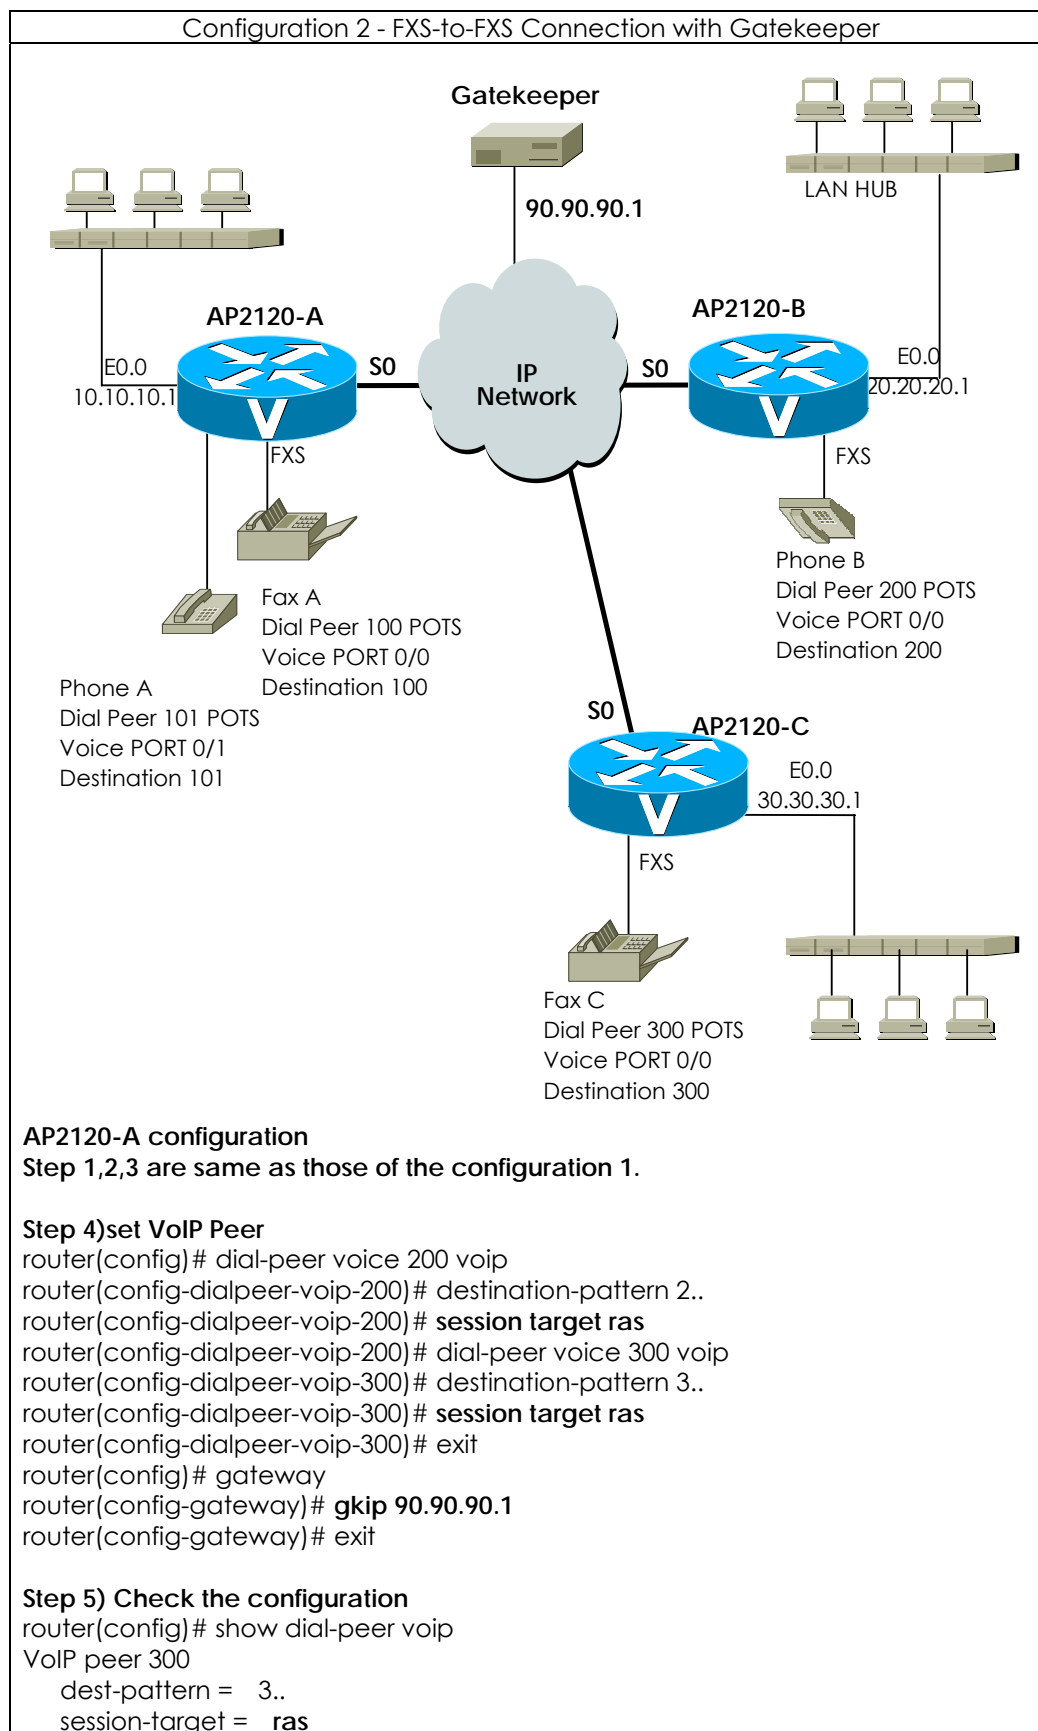 Configuration 2 - FXS-to-FXS Connection with Gatekeeper
Gatekeeper
LAN HUB
90.90.90.1
AP2120-A
AP2120-B
E0.0
10.10.10.1
S0
IP
Network
S0
E0.0
20.20.20.1
FXS
FXS
Fax A
Dial Peer 100 POTS
Voice PORT 0/0
Destination 100
Phone B
Dial Peer 200 POTS
Voice PORT 0/0
Destination 200
Phone A
Dial Peer 101 POTS
Voice PORT 0/1
Destination 101
S0
AP2120-C
E0.0
30.30.30.1
FXS
Fax C
Dial Peer 300 POTS
Voice PORT 0/0
Destination 300
V
V
V
AP2120-A configuration
Step 1,2,3 are same as those of the configuration 1.
Step 4)set VoIP Peer
router(config)# dial-peer voice 200 voip
router(config-dialpeer-voip-200)# destination-pattern 2..
router(config-dialpeer-voip-200)# session target ras
router(config-dialpeer-voip-200)# dial-peer voice 300 voip
router(config-dialpeer-voip-300)# destination-pattern 3..
router(config-dialpeer-voip-300)# session target ras
router(config-dialpeer-voip-300)# exit
router(config)# gateway
router(config-gateway)# gkip 90.90.90.1
router(config-gateway)# exit
Step 5) Check the configuration
router(config)# show dial-peer voip
VoIP peer 300
dest-pattern = 3..
session-target = ras